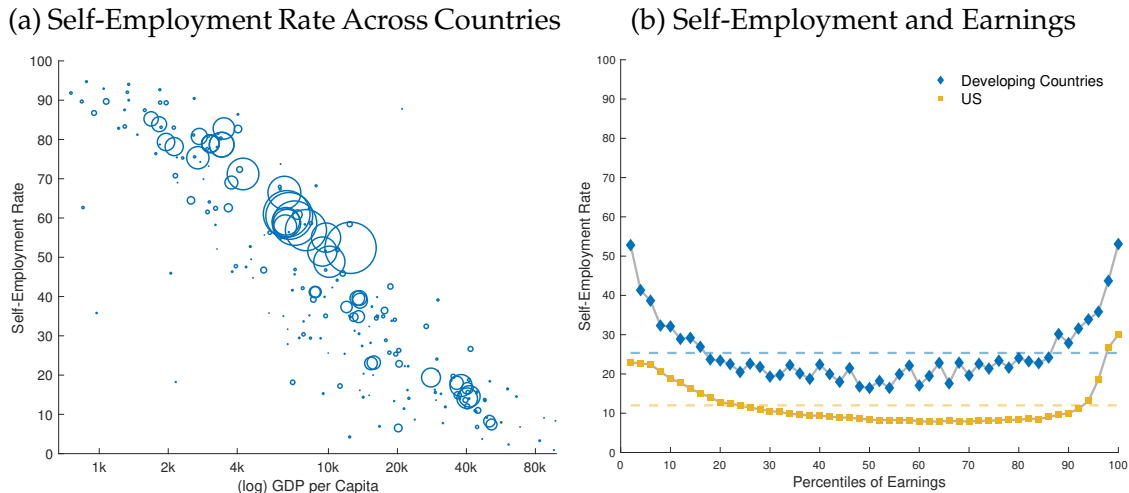 (a) Self-Employment Rate Across Countries
100
90
80
70
60
50
40
30
20
10
0
Self-Employment Rate
1k 2k 4k 10k 20k 40k 80k
(log) GDP per Capita
(b) Self-Employment and Earnings
100
90
80
70
60
50
40
30
20
10
0
Self-Employment Rate
Developing Countries
US
0 10 20 30 40 50 60 70 80 90 100
Percentiles of Earnings